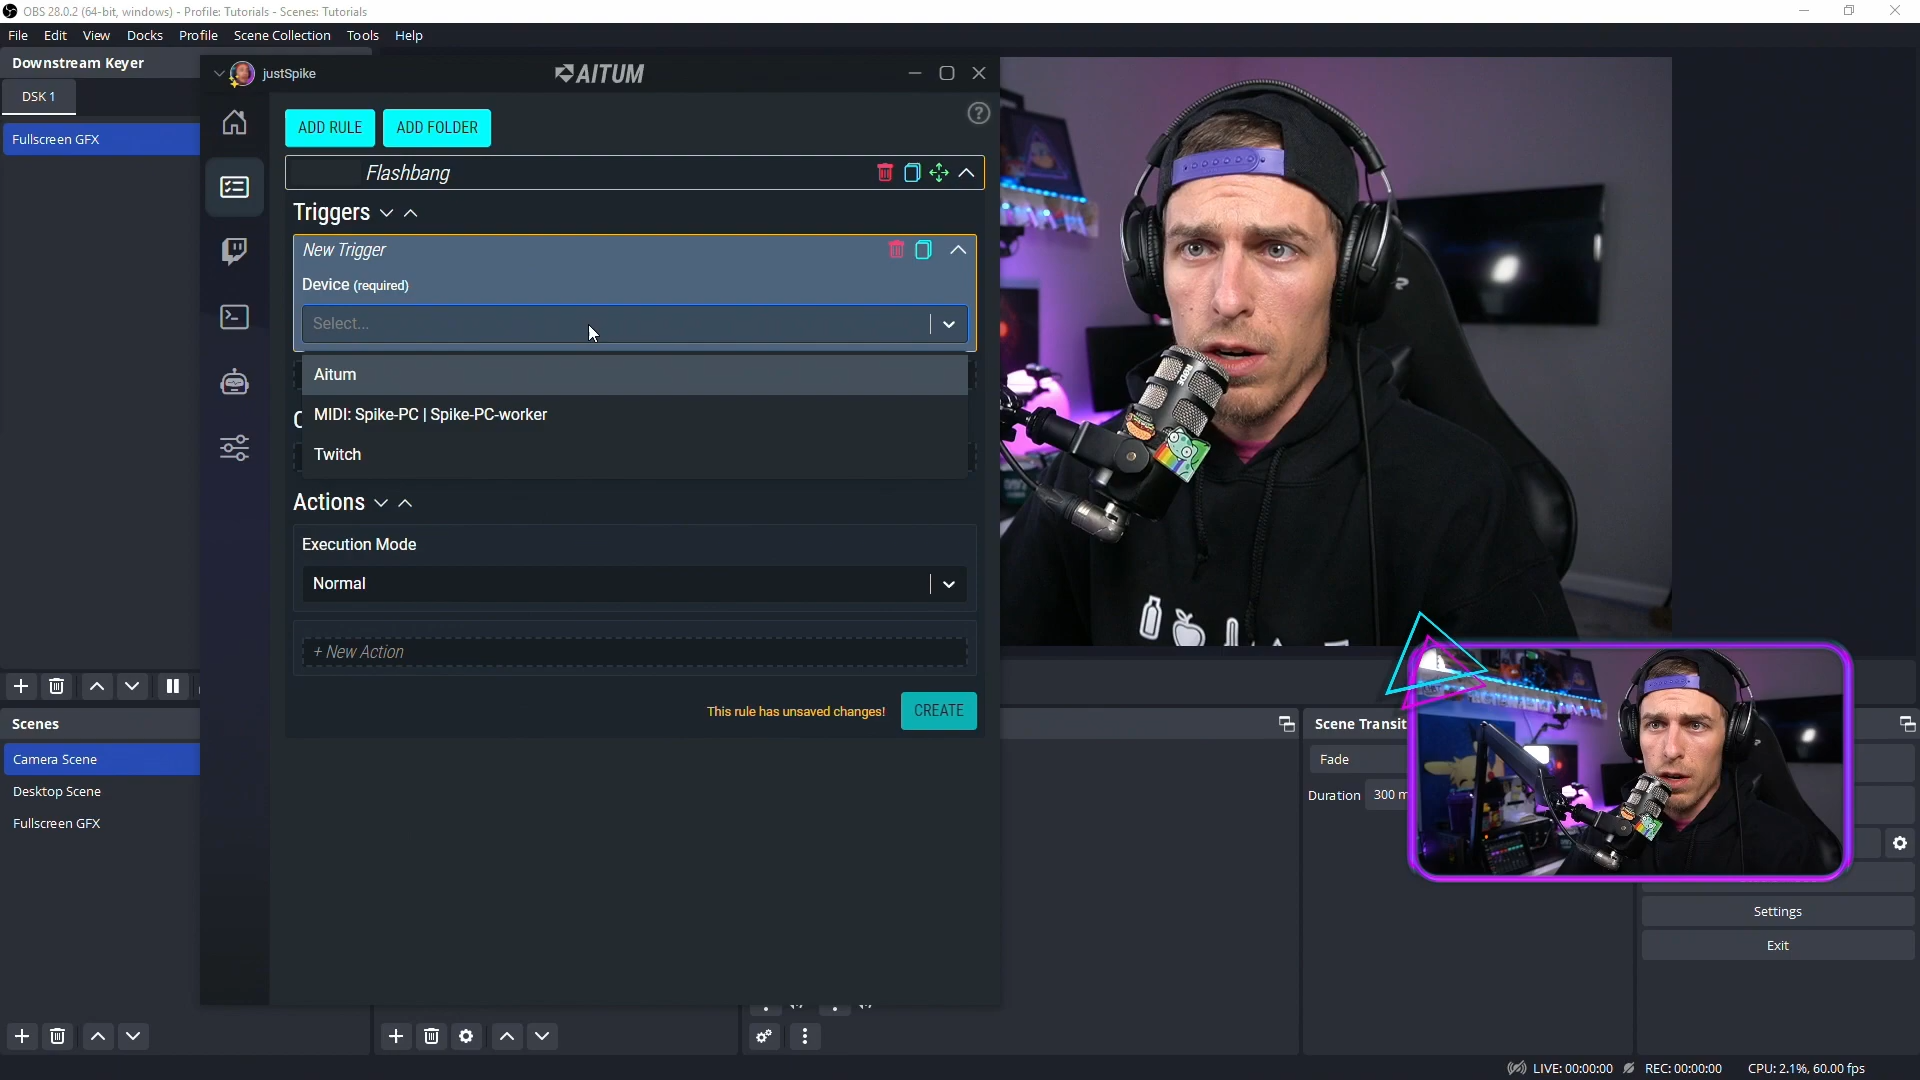 OBS 28.0.2 (64-bit, windows) - Profile: Tutorials - Scenes: Tutorials
File Edit View Docks Profile Scene Collection Tools Help
Downstream Keyer
DSK 1
Fullscreen GFX
justSpike
AITUM
ADD RULE
ADD FOLDER
Flashbang
Triggers
New Trigger
Device (required)
Select...
Aitum
MIDI: Spike-PC | Spike-PC-worker
Twitch
Actions
Execution Mode
Normal
+ New Action
This rule has unsaved changes!
CREATE
Scenes
Camera Scene
Desktop Scene
Fullscreen GFX
RODE
Scene Transit
Fade
Duration 300 m
Settings
Exit
LIVE: 00:00:00
REC: 00:00:00
CPU: 2.1%, 60.00 fps